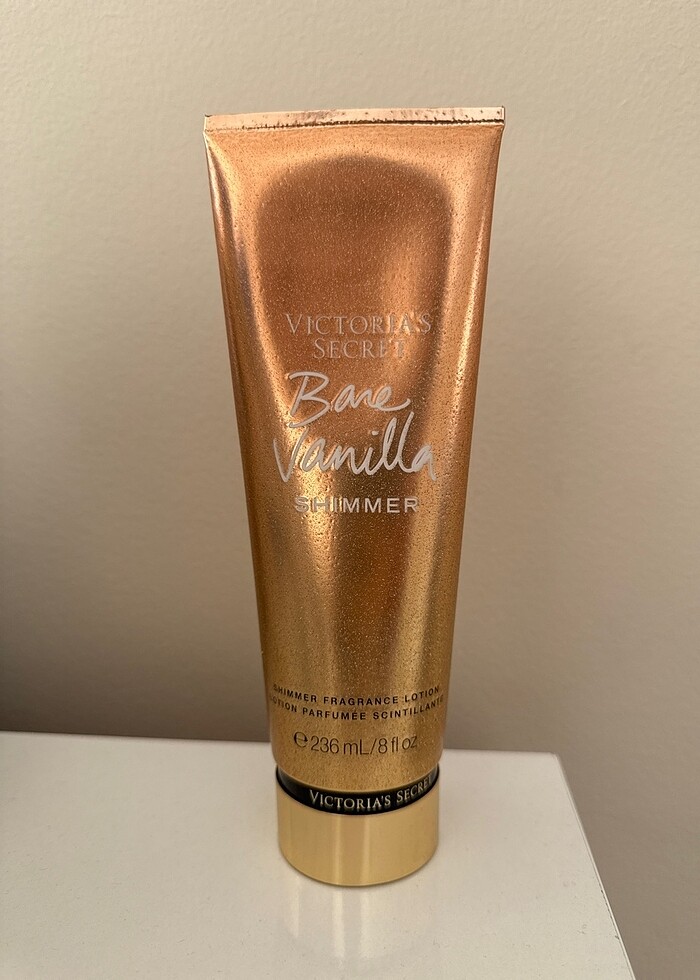 VICTORIA'S
SECRET
Bare
Vanilla
SHIMMER
SHIMMER FRAGRANCE LOTION
LOTION PARFUMÉE SCINTILLANTE
℮ 236 mL/8 fl oz
VICTORIA'S SECRET